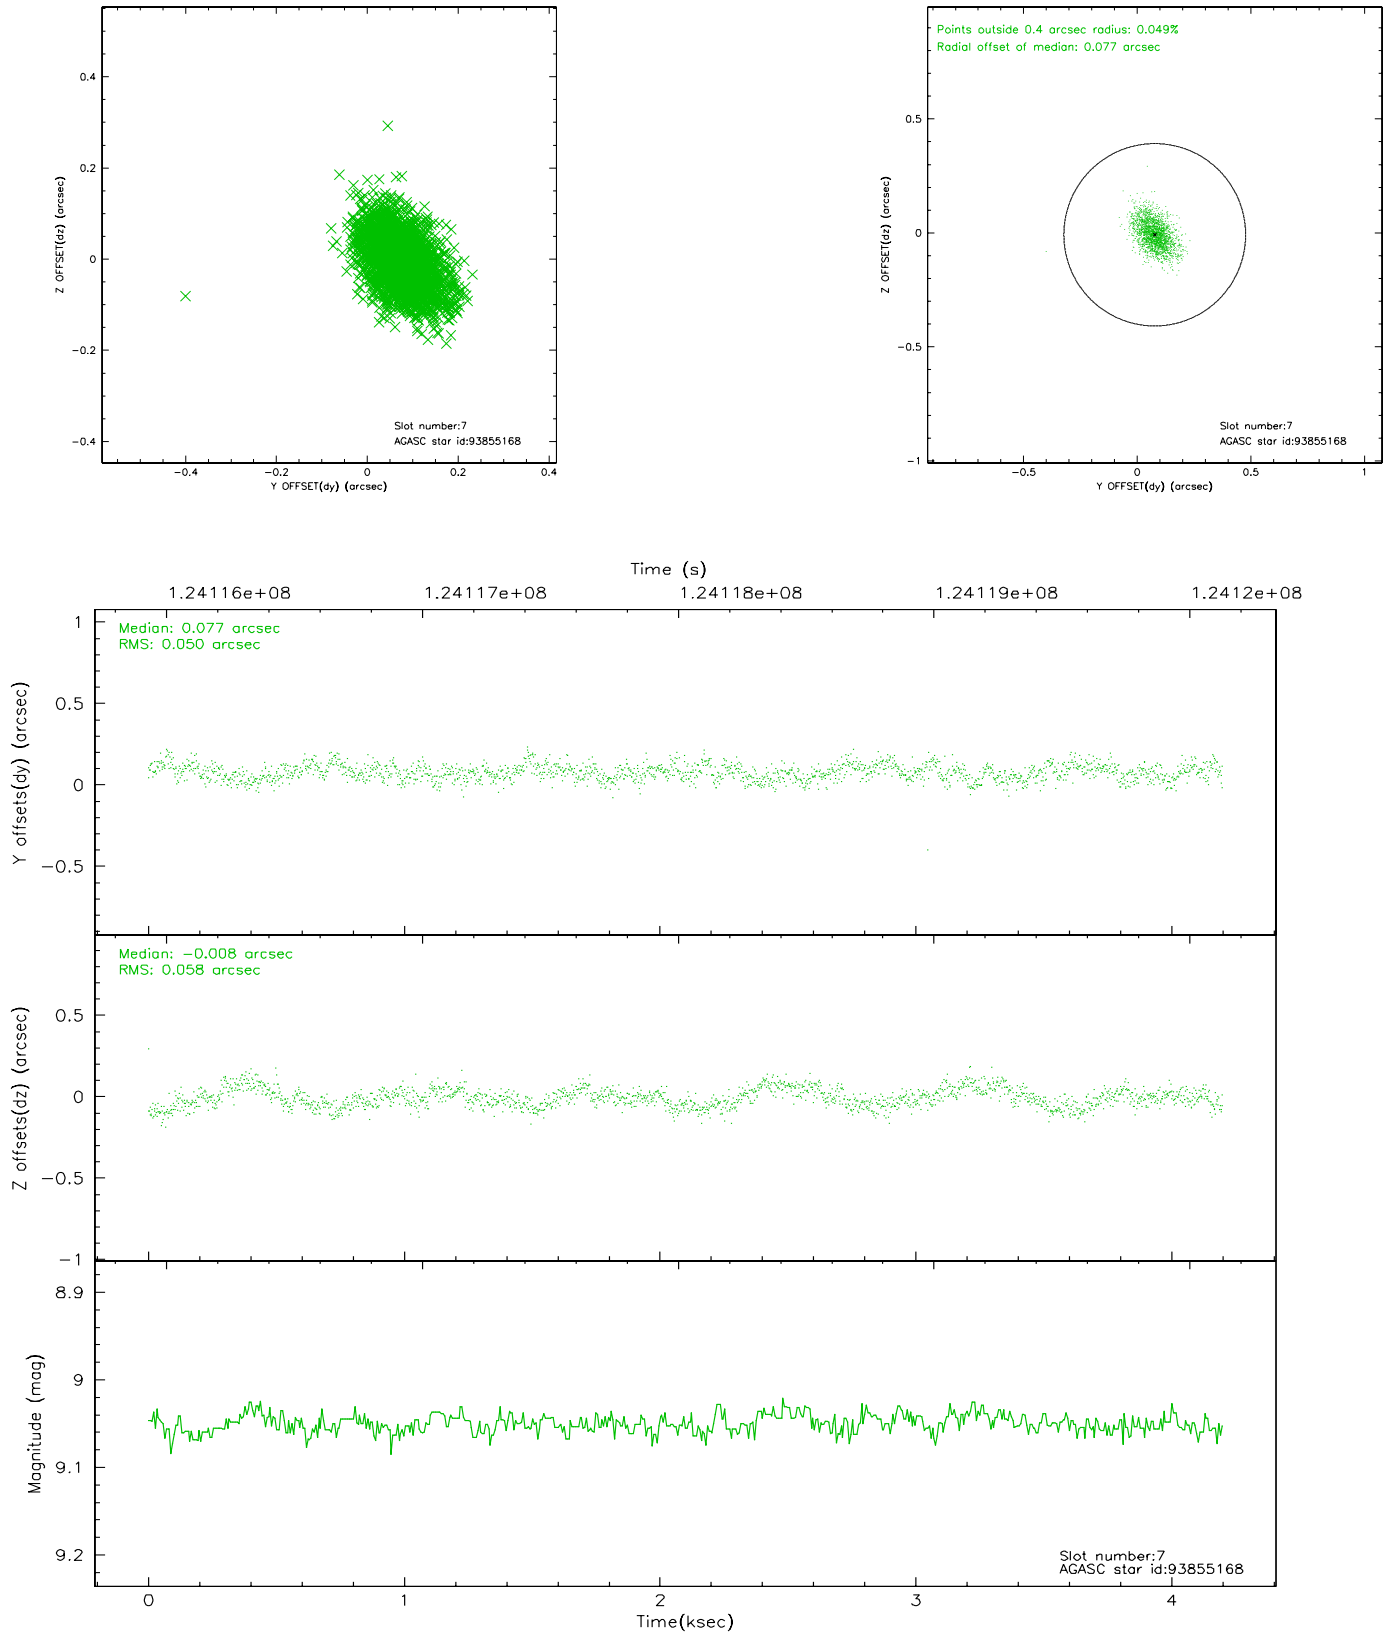 0.4
0.2
0
−0.2
−0.4
Z OFFSET(dz) (arcsec)
Slot number:7
AGASC star id:93855168
−0.4 −0.2 0 0.2 0.4
Y OFFSET(dy) (arcsec)
Points outside 0.4 arcsec radius: 0.049%
Radial offset of median: 0.077 arcsec
0.5
0
−0.5
−1
Z OFFSET(dz) (arcsec)
Slot number:7
AGASC star id:93855168
−0.5 0 0.5 1
Y OFFSET(dy) (arcsec)
Time (s)
1.24116e+08 1.24117e+08 1.24118e+08 1.24119e+08 1.2412e+08
Median: 0.077 arcsec
RMS: 0.050 arcsec
1
0.5
0
−0.5
Y offsets(dy) (arcsec)
Median: −0.008 arcsec
RMS: 0.058 arcsec
0.5
0
−0.5
−1
Z offsets(dz) (arcsec)
8.9
9
9.1
9.2
Magnitude (mag)
Slot number:7
AGASC star id:93855168
0 1 2 3 4
Time(ksec)